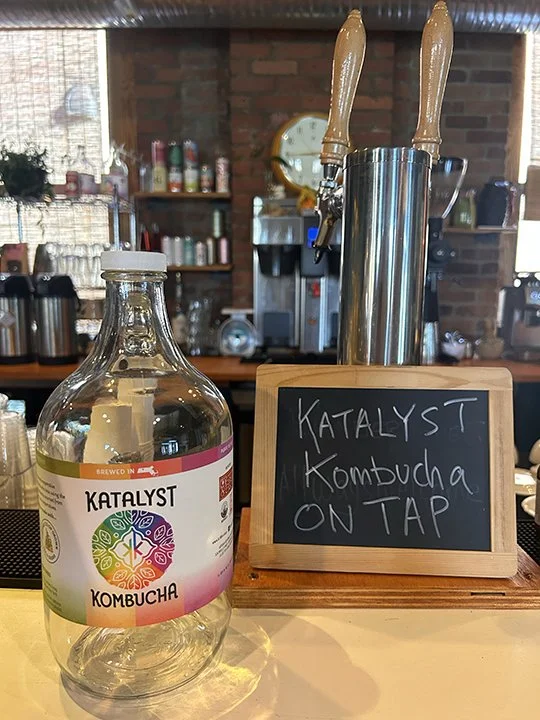 BREWED IN
KATALYST
KOMBUCHA
KATALYST
Kombucha
ON TAP